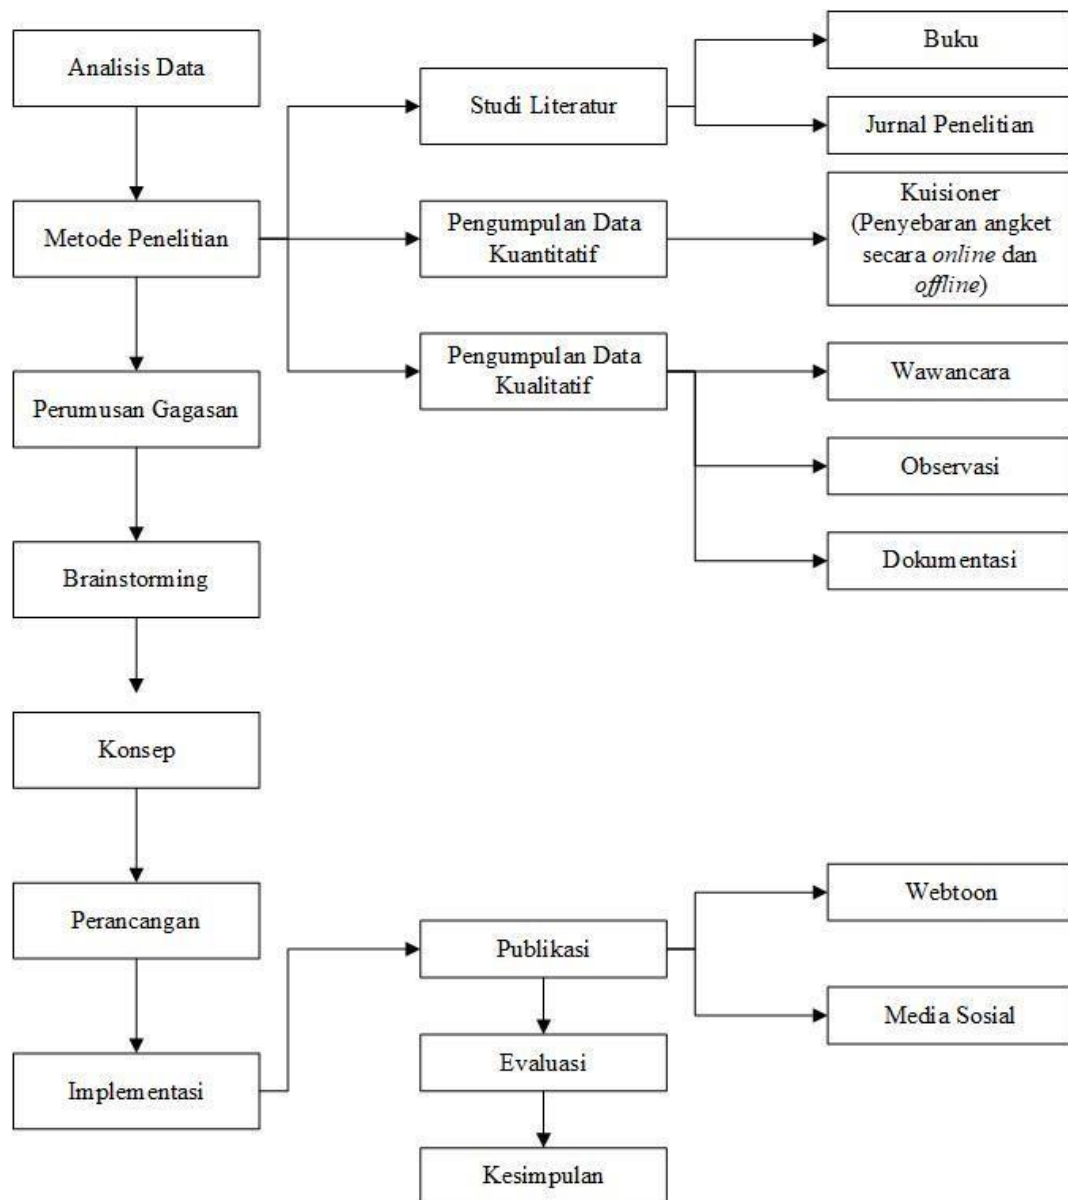 Analisis Data
Studi Literatur
Buku
Jurnal Penelitian
Metode Penelitian
Pengumpulan Data
Kuantitatif
Kuisioner
(Penyebaran angket
secara online dan
offline)
Perumusan Gagasan
Pengumpulan Data
Kualitatif
Wawancara
Observasi
Dokumentasi
Brainstorming
Konsep
Perancangan
Implementasi
Publikasi
Webtoon
Media Sosial
Evaluasi
Kesimpulan